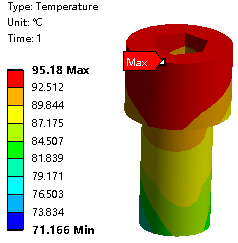 Type: Temperature
Unit: °C
Time: 1
Max
95.18 Max
92.512
89.844
87.175
84.507
81.839
79.171
76.503
73.834
71.166 Min